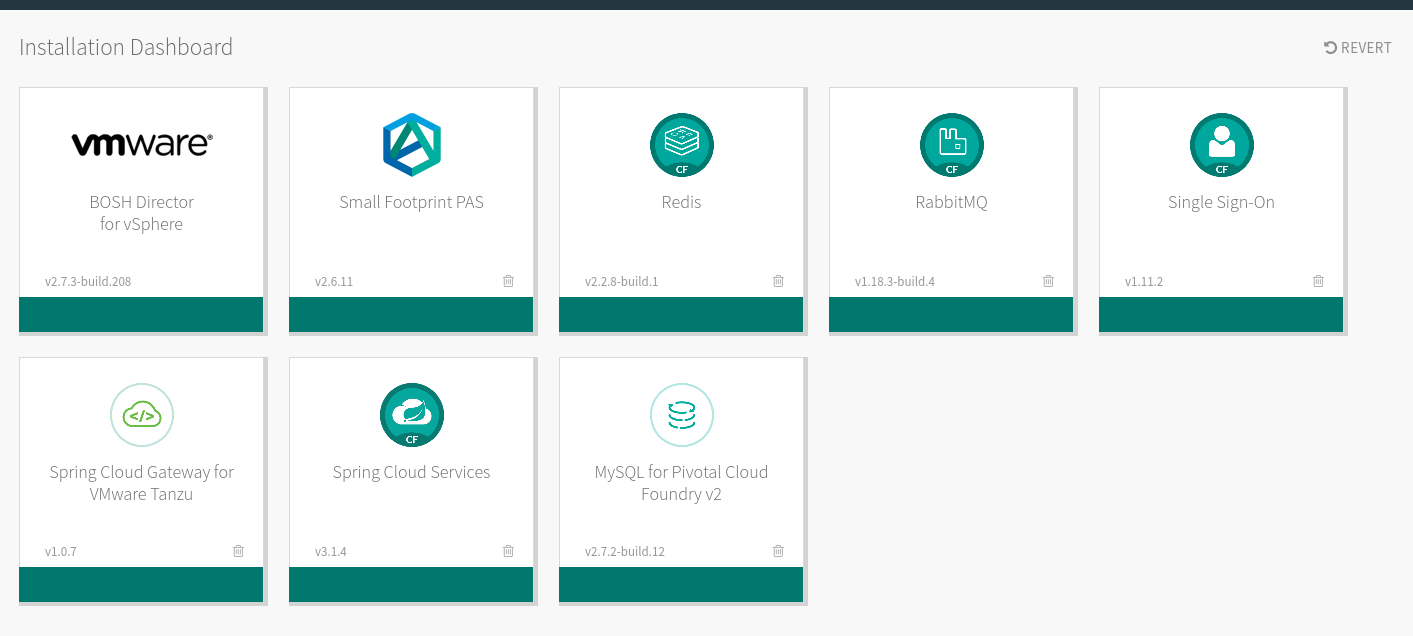 Installation Dashboard
REVERT
vmware®
BOSH Director
for vSphere
v2.7.3-build.208
Small Footprint PAS
v2.6.11
CF
Redis
v2.2.8-build.1
CF
RabbitMQ
v1.18.3-build.4
CF
Single Sign-On
v1.11.2
</>
Spring Cloud Gateway for
VMware Tanzu
v1.0.7
CF
Spring Cloud Services
v3.1.4
MySQL for Pivotal Cloud
Foundry v2
v2.7.2-build.12